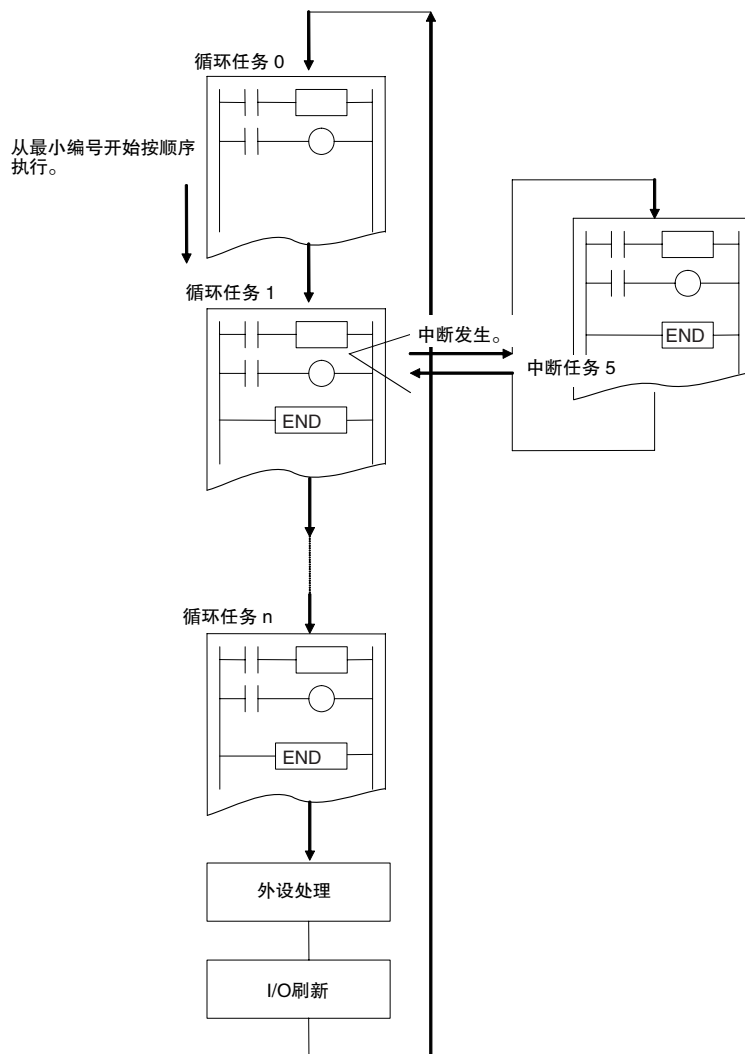 循环任务 0
从最小编号开始按顺序
执行。
循环任务 1
中断发生。
END
中断任务 5
END
循环任务 n
END
外设处理
I/O刷新